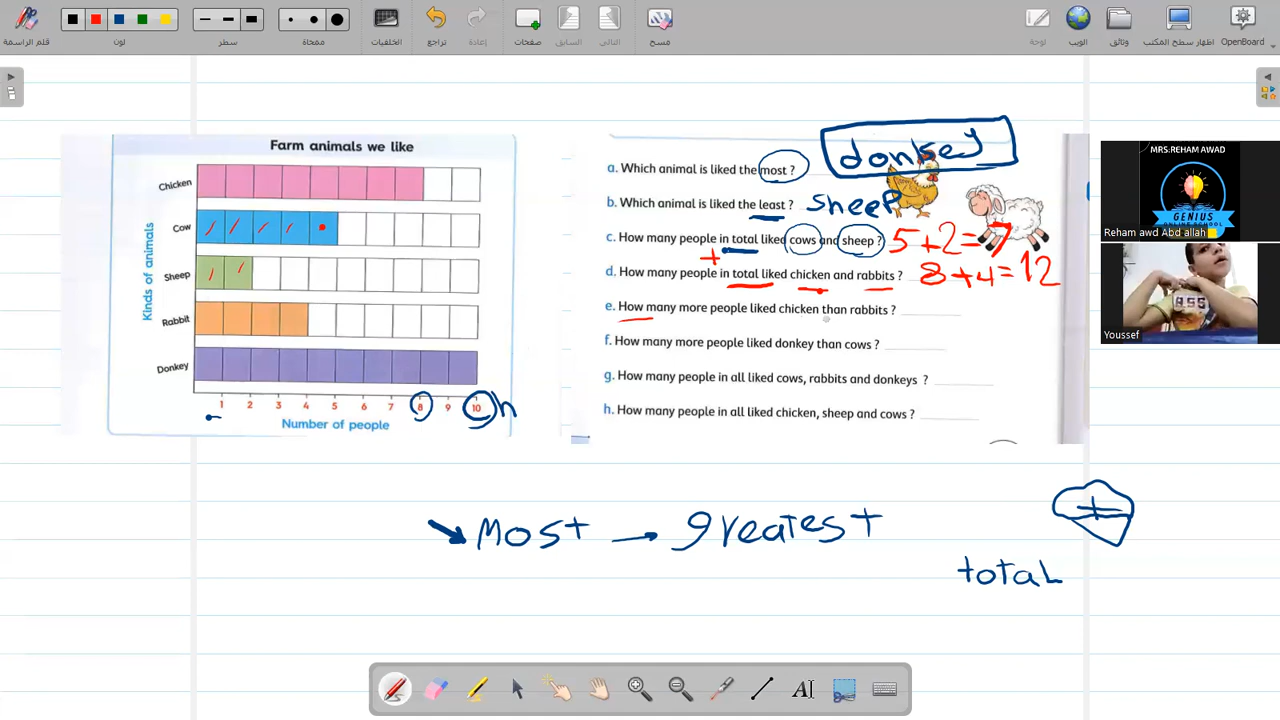 قلم الراسمة
لون
سطر
ممحاة
الخلفيات
تراجع
إعادة
صفحات
السابق
التالي
مسح
لوحة
الويب
وثائق
اظهار سطح المكتب
OpenBoard
Farm animals we like
Kinds of animals
Chicken
Cow
Sheep
Rabbit
Donkey
1 2 3 4 5 6 7 8 9 10 h
Number of people
a. Which animal is liked the most ? donkey
b. Which animal is liked the least ? sheep
c. How many people in total liked cows and sheep ? 5+2=7
+
d. How many people in total liked chicken and rabbits ? 8+4=12
e. How many more people liked chicken than rabbits ?
f. How many more people liked donkey than cows ?
g. How many people in all liked cows, rabbits and donkeys ?
h. How many people in all liked chicken, sheep and cows ?
MRS.REHAM AWAD
GENIUS
ONLINE SCHOOL
Reham awd Abd allah
Youssef
Most → greatest
+
total
A